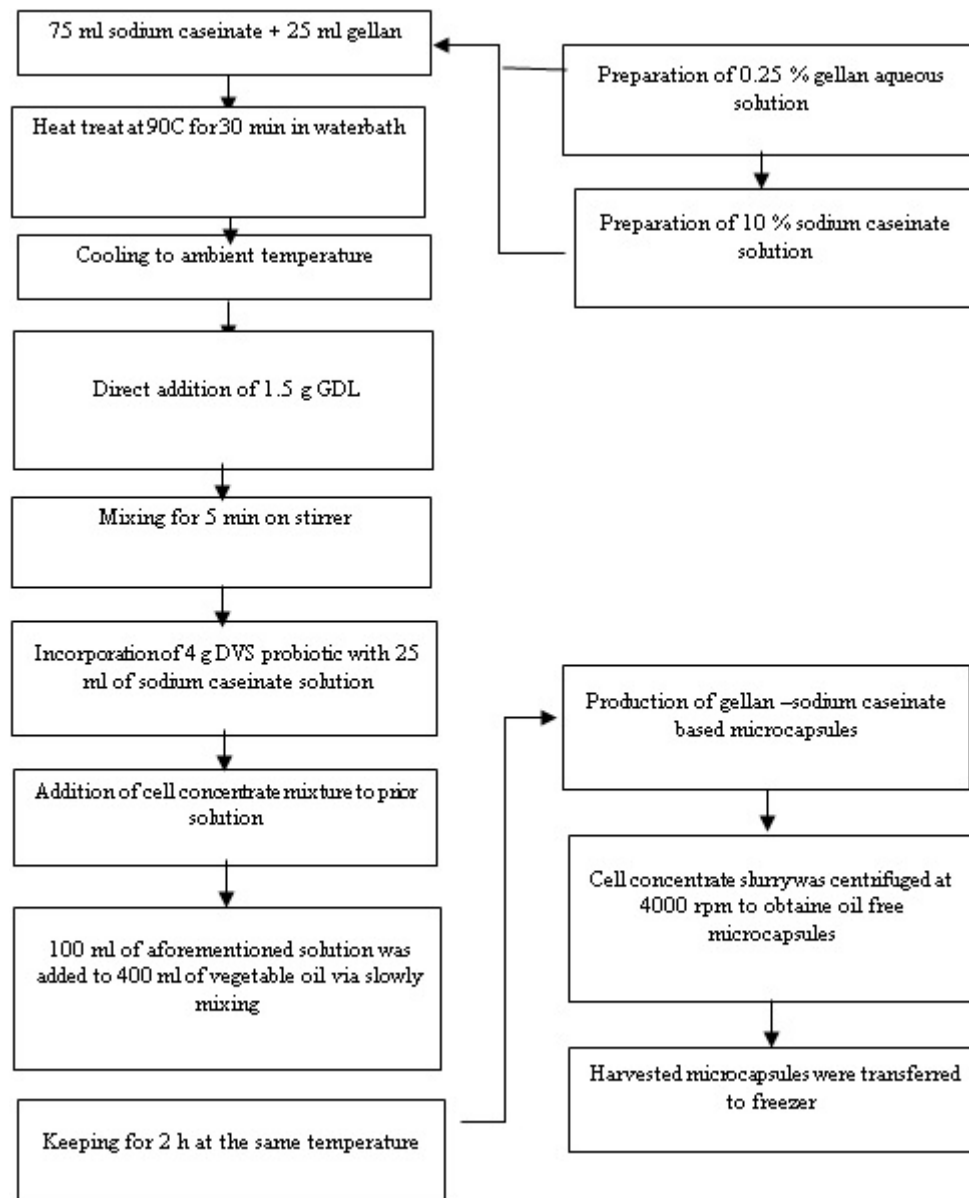 75 ml sodium caseinate + 25 ml gellan
Heat treat at 90C for 30 min in waterbath
Cooling to ambient temperature
Direct addition of 1.5 g GDL
Mixing for 5 min on stirrer
Incorporation of 4 g DVS probiotic with 25
ml of sodium caseinate solution
Addition of cell concentrate mixture to prior
solution
100 ml of aforementioned solution was
added to 400 ml of vegetable oil via slowly
mixing
Keeping for 2 h at the same temperature
Preparation of 0.25 % gellan aqueous
solution
Preparation of 10 % sodium caseinate
solution
Production of gellan –sodium caseinate
based microcapsules
Cell concentrate slurry was centrifuged at
4000 rpm to obtaine oil free
microcapsules
Harvested microcapsules were transferred
to freezer